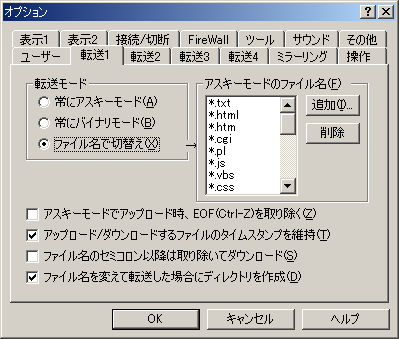 オプション
表示1 表示2 接続/切断 FireWall ツール サウンド その他
ユーザー 転送1 転送2 転送3 転送4 ミラーリング 操作
転送モード
常にアスキーモード(A)
常にバイナリモード(B)
ファイル名で切替え(X)
→
アスキーモードのファイル名(F)
*.txt
*.html
*.htm
*.cgi
*.pl
*.js
*.vbs
*.css
追加(I)...
削除
アスキーモードでアップロード時、EOF(Ctrl-Z)を取り除く(Z)
アップロード/ダウンロードするファイルのタイムスタンプを維持(T)
ファイル名のセミコロン以降は取り除いてダウンロード(S)
ファイル名を変えて転送した場合にディレクトリを作成(D)
OK キャンセル ヘルプ